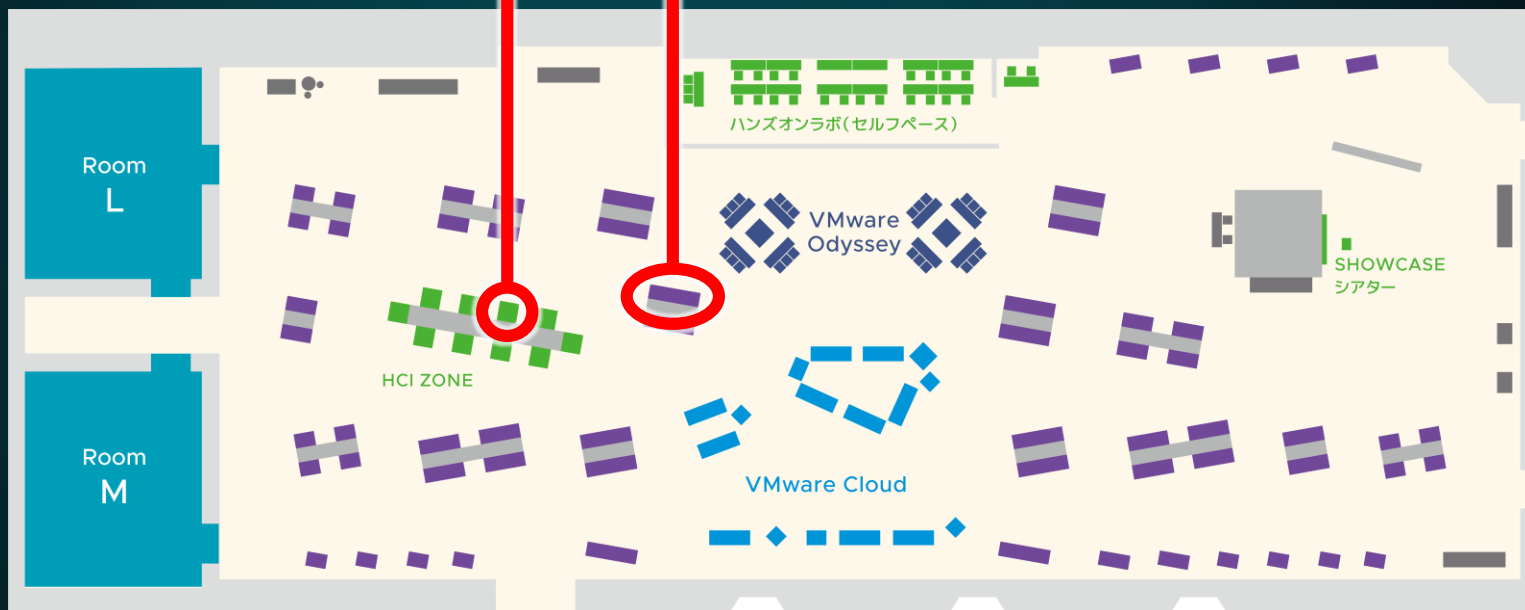 ハンズオンラボ(セルフペース)
Room
L
VMware
Odyssey
SHOWCASE
シアター
HCI ZONE
Room
M
VMware Cloud